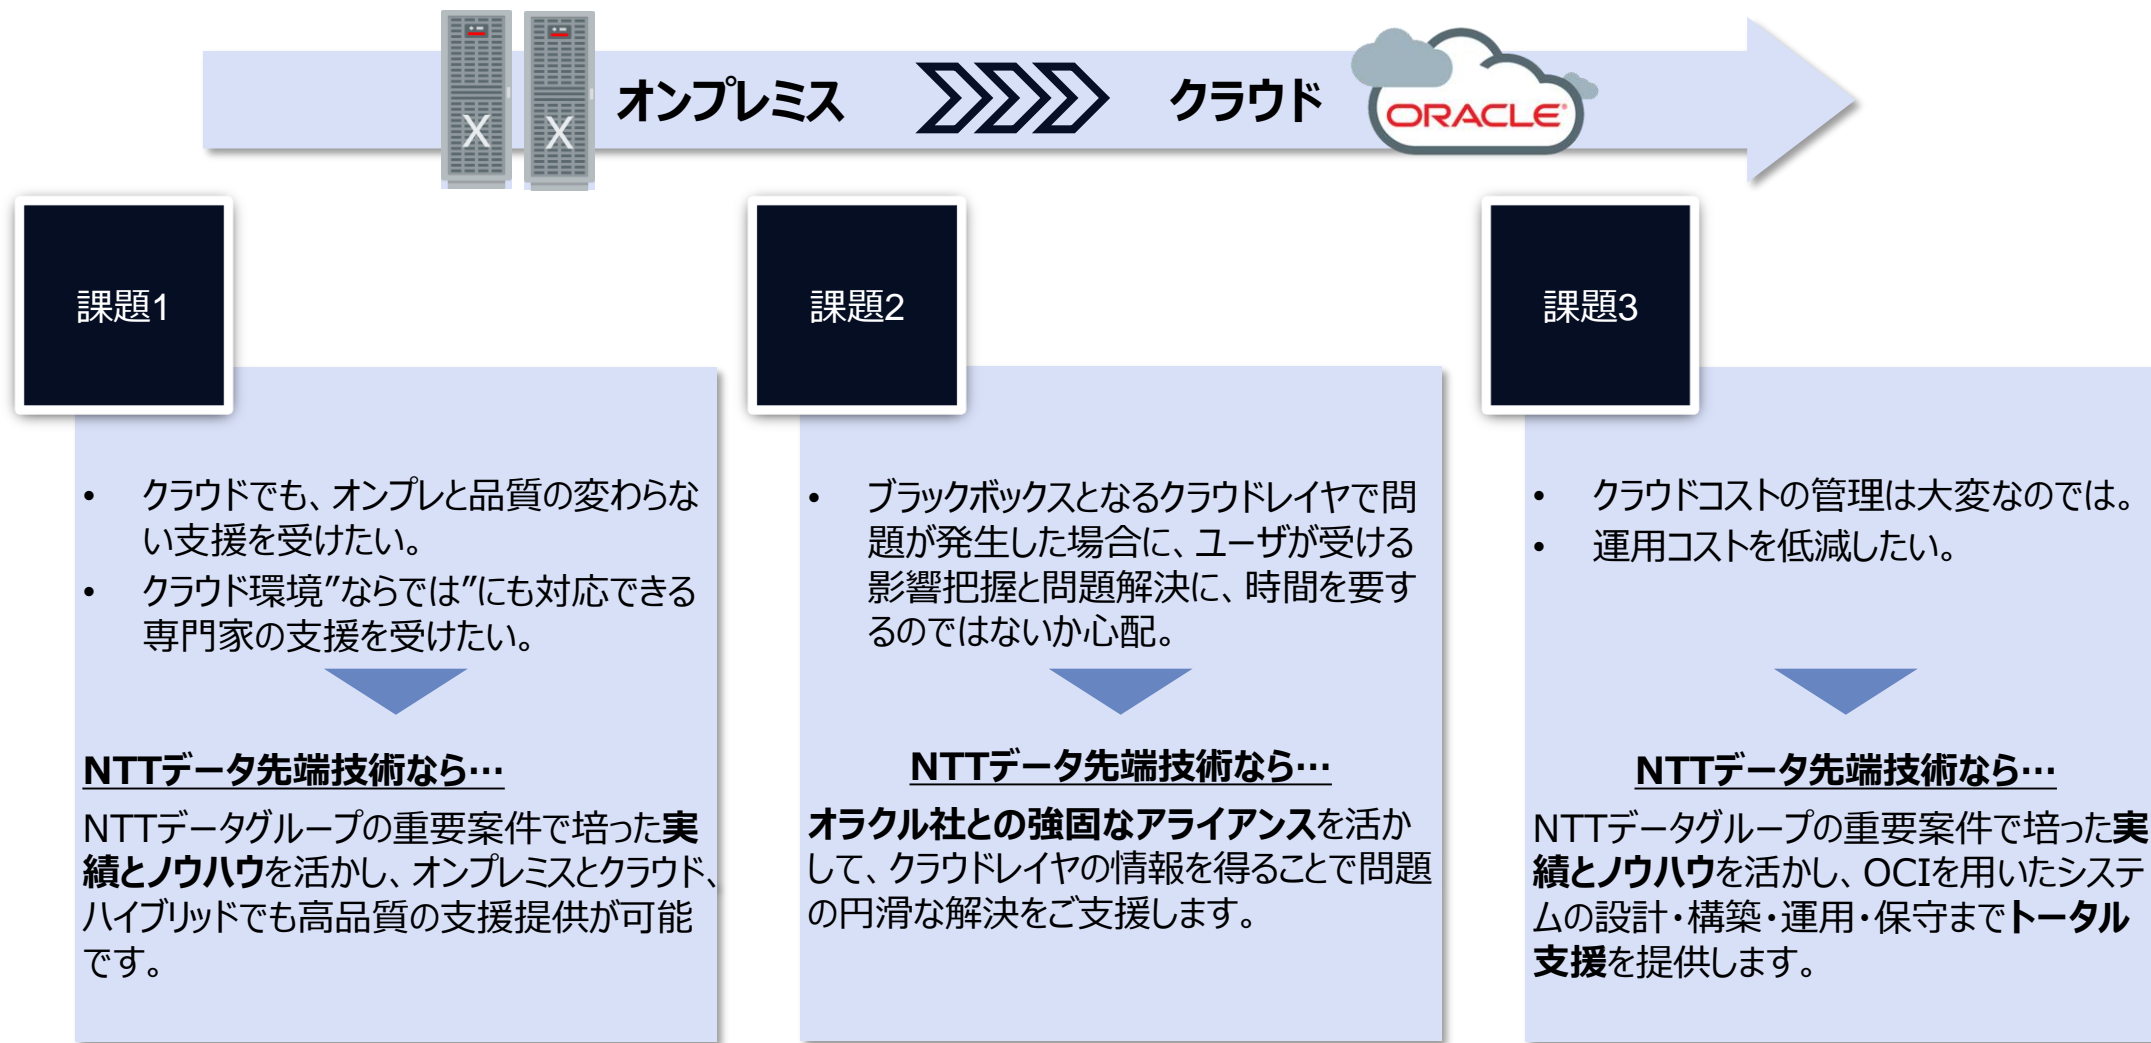 オンプレミス
クラウド
ORACLE
X X
課題1
• クラウドでも、オンプレと品質の変わらな
い支援を受けたい。
• クラウド環境”ならでは”にも対応できる
専門家の支援を受けたい。
NTTデータ先端技術なら…
NTTデータグループの重要案件で培った実
績とノウハウを活かし、オンプレミスとクラウド、
ハイブリッドでも高品質の支援提供が可能
です。
課題2
• ブラックボックスとなるクラウドレイヤで問
題が発生した場合に、ユーザが受ける
影響把握と問題解決に、時間を要す
るのではないか心配。
NTTデータ先端技術なら…
オラクル社との強固なアライアンスを活か
して、クラウドレイヤの情報を得ることで問題
の円滑な解決をご支援します。
課題3
• クラウドコストの管理は大変なのでは。
• 運用コストを低減したい。
NTTデータ先端技術なら…
NTTデータグループの重要案件で培った実
績とノウハウを活かし、OCIを用いたシステ
ムの設計・構築・運用・保守までトータル
支援を提供します。